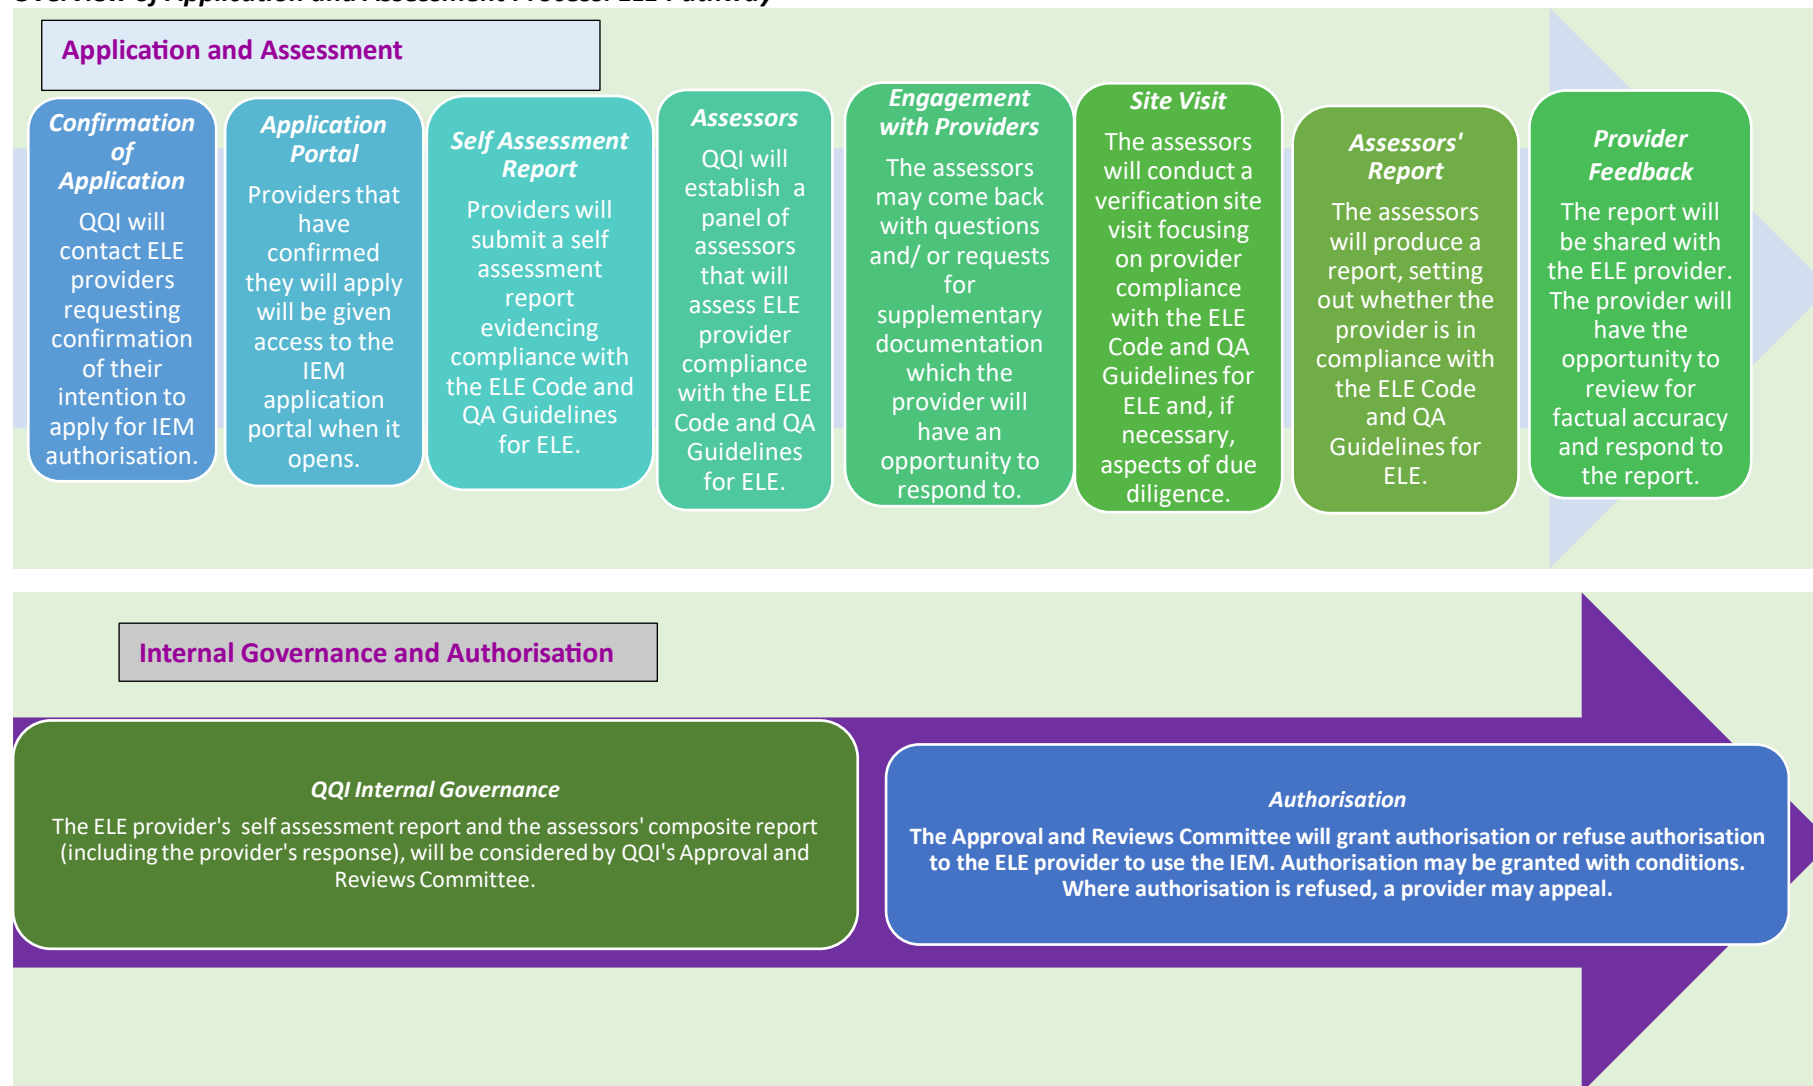 Overview of Application and Assessment Process: ELE Pathway
Application and Assessment
Confirmation
of
Application
QQI will
contact ELE
providers
requesting
confirmation
of their
intention to
apply for IEM
authorisation.
Application
Portal
Providers that
have
confirmed
they will apply
will be given
access to the
IEM
application
portal when it
opens.
Self Assessment
Report
Providers will
submit a self
assessment
report
evidencing
compliance with
the ELE Code and
QA Guidelines
for ELE.
Assessors
QQI will
establish a
panel of
assessors
that will
assess ELE
provider
compliance
with the ELE
Code and QA
Guidelines
for ELE.
Engagement
with Providers
The assessors
may come back
with questions
and/ or requests
for
supplementary
documentation
which the
provider will
have an
opportunity to
respond to.
Site Visit
The assessors
will conduct a
verification site
visit focusing
on provider
compliance
with the ELE
Code and QA
Guidelines for
ELE and, if
necessary,
aspects of due
diligence.
Assessors'
Report
The assessors
will produce a
report, setting
out whether the
provider is in
compliance with
the ELE Code
and QA
Guidelines for
ELE.
Provider
Feedback
The report will
be shared with
the ELE provider.
The provider will
have the
opportunity to
review for
factual accuracy
and respond to
the report.
Internal Governance and Authorisation
QQI Internal Governance
The ELE provider's self assessment report and the assessors' composite report
(including the provider's response), will be considered by QQI's Approval and
Reviews Committee.
Authorisation
The Approval and Reviews Committee will grant authorisation or refuse authorisation
to the ELE provider to use the IEM. Authorisation may be granted with conditions.
Where authorisation is refused, a provider may appeal.